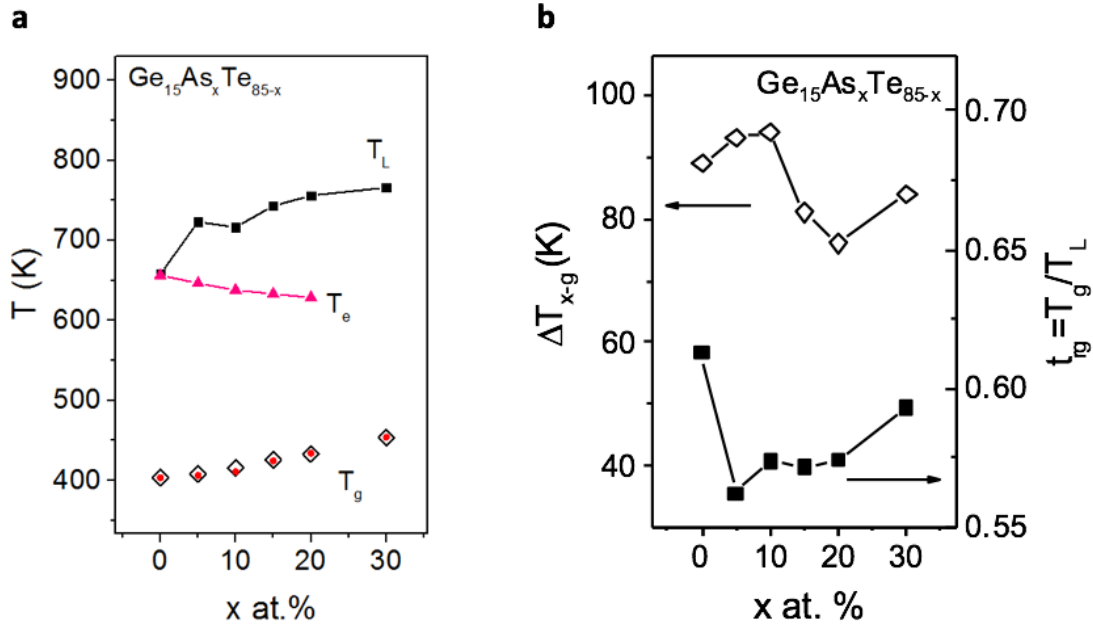 a
Ge15AsxTe85-x
900
800
700
600
500
400
T (K)
TL
Te
Tg
0 10 20 30
x at.%
b
Ge15AsxTe85-x
100
80
60
40
ΔTx-g (K)
0.70
0.65
0.60
0.55
trg =Tg/TL
0 10 20 30
x at. %